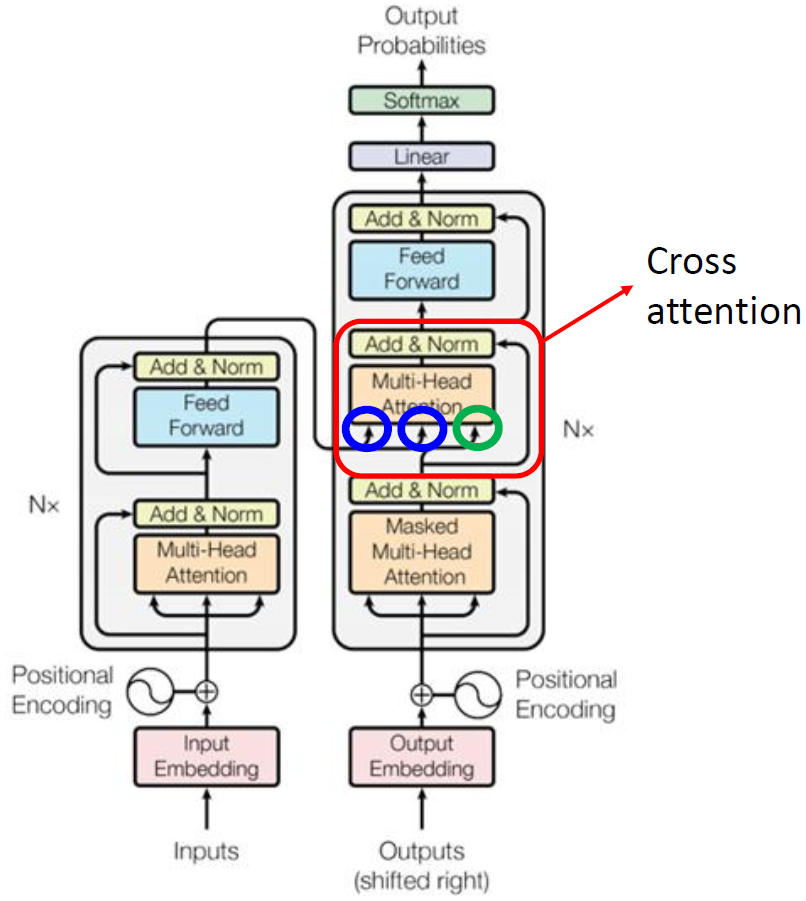 Output
Probabilities
Softmax
Linear
Add & Norm
Feed
Forward
Add & Norm
Multi-Head
Attention
Cross
attention
Nx
Add & Norm
Masked
Multi-Head
Attention
Add & Norm
Feed
Forward
Nx
Add & Norm
Multi-Head
Attention
Positional
Encoding
Positional
Encoding
Input
Embedding
Output
Embedding
Inputs
Outputs
(shifted right)